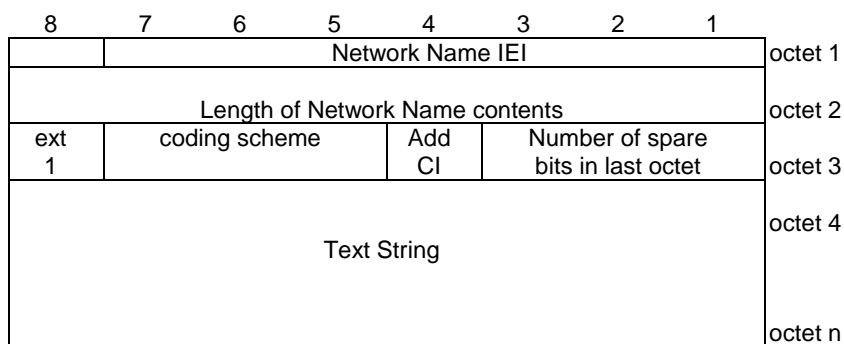 8 7 6 5 4 3 2 1
Network Name IEI octet 1
Length of Network Name contents octet 2
ext coding scheme Add Number of spare
1 CI bits in last octet octet 3
octet 4
Text String
octet n